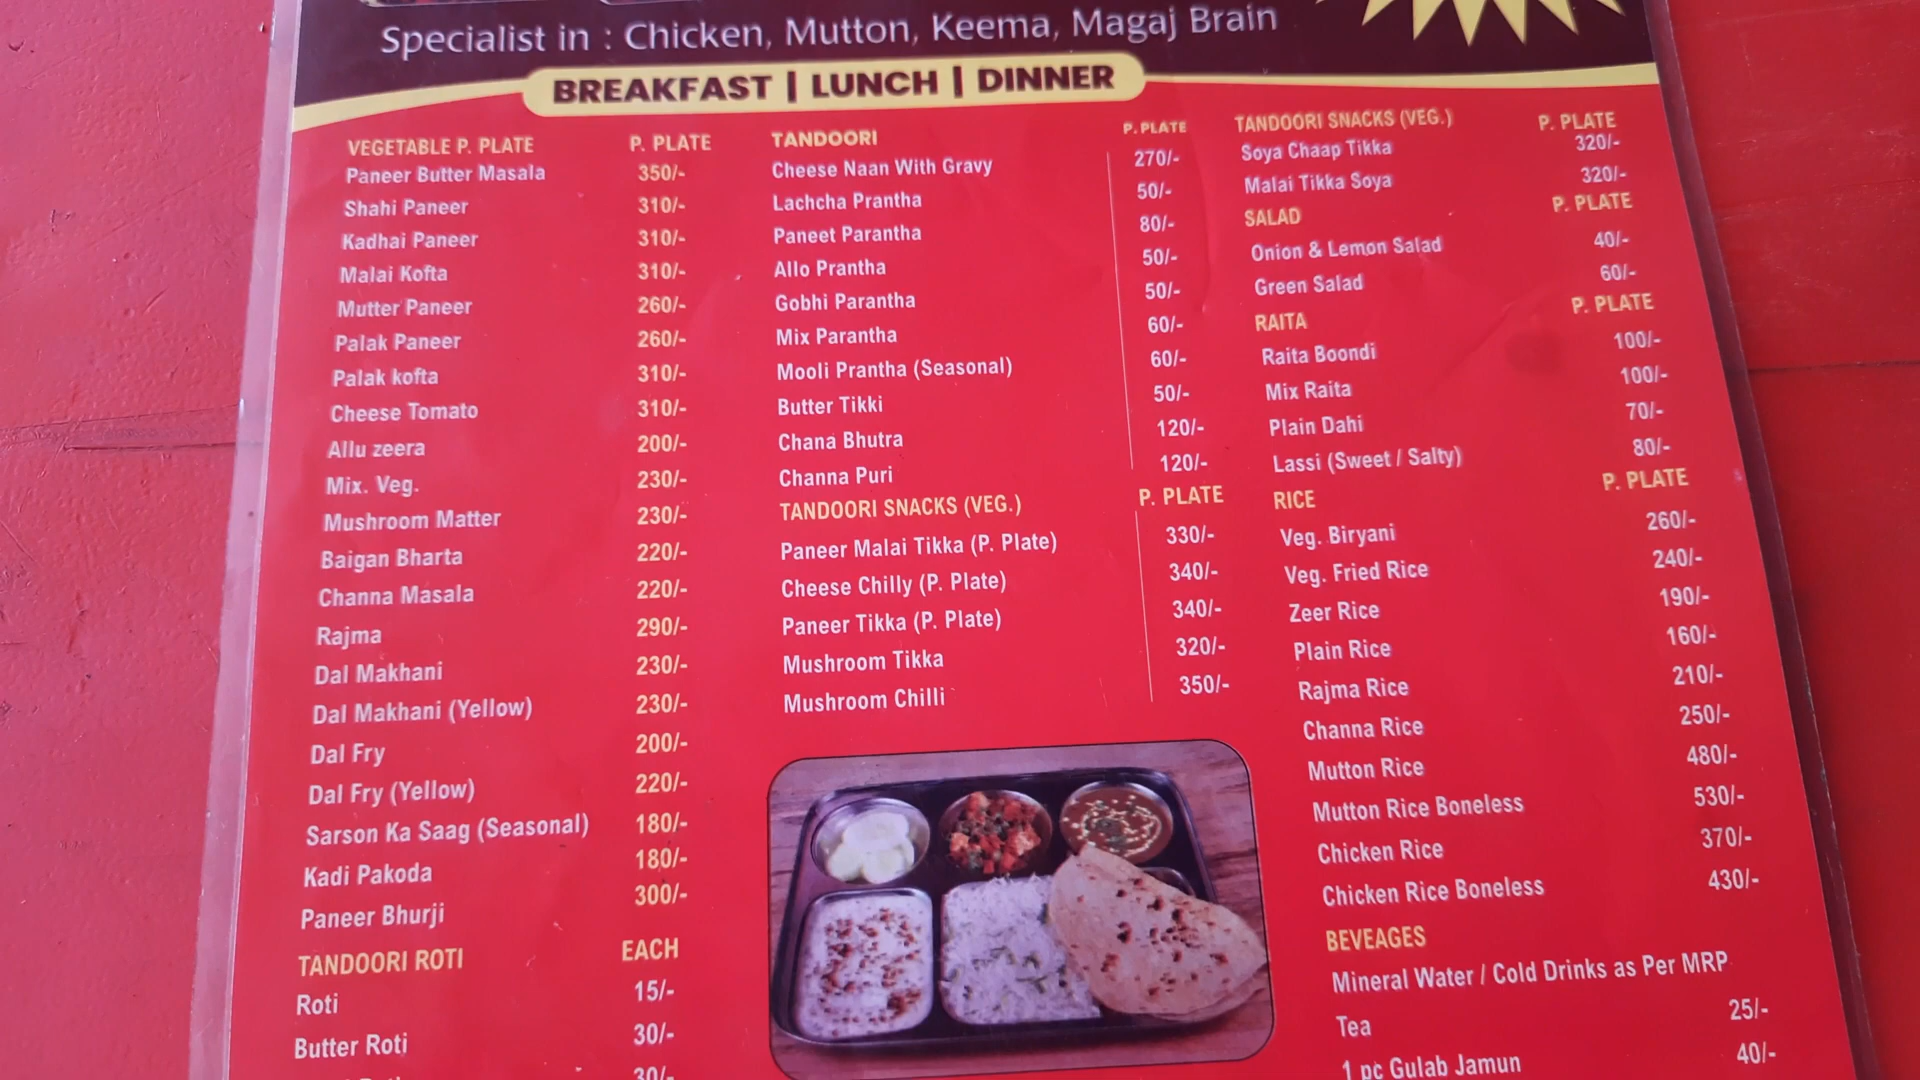 Specialist in : Chicken, Mutton, Keema, Magaj Brain
BREAKFAST | LUNCH | DINNER
VEGETABLE P. PLATE P. PLATE
Paneer Butter Masala 350/-
Shahi Paneer 310/-
Kadhai Paneer 310/-
Malai Kofta 310/-
Mutter Paneer 260/-
Palak Paneer 260/-
Palak kofta 310/-
Cheese Tomato 310/-
Allu zeera 200/-
Mix. Veg. 230/-
Mushroom Matter 230/-
Baigan Bharta 220/-
Channa Masala 220/-
Rajma 290/-
Dal Makhani 230/-
Dal Makhani (Yellow) 230/-
Dal Fry 200/-
Dal Fry (Yellow) 220/-
Sarson Ka Saag (Seasonal) 180/-
Kadi Pakoda 180/-
Paneer Bhurji 300/-
TANDOORI ROTI EACH
Roti 15/-
Butter Roti 30/-
30/-
TANDOORI P. PLATE
Cheese Naan With Gravy 270/-
Lachcha Prantha 50/-
Paneet Parantha 80/-
Allo Prantha 50/-
Gobhi Parantha 50/-
Mix Parantha 60/-
Mooli Prantha (Seasonal) 60/-
Butter Tikki 50/-
Chana Bhutra 120/-
Channa Puri 120/-
TANDOORI SNACKS (VEG.) P. PLATE
Paneer Malai Tikka (P. Plate) 330/-
Cheese Chilly (P. Plate) 340/-
Paneer Tikka (P. Plate) 340/-
Mushroom Tikka 320/-
Mushroom Chilli 350/-
TANDOORI SNACKS (VEG.) P. PLATE
Soya Chaap Tikka 320/-
Malai Tikka Soya 320/-
SALAD P. PLATE
Onion & Lemon Salad 40/-
Green Salad 60/-
RAITA P. PLATE
Raita Boondi 100/-
Mix Raita 100/-
Plain Dahi 70/-
Lassi (Sweet / Salty) 80/-
RICE P. PLATE
Veg. Biryani 260/-
Veg. Fried Rice 240/-
Zeer Rice 190/-
Plain Rice 160/-
Rajma Rice 210/-
Channa Rice 250/-
Mutton Rice 480/-
Mutton Rice Boneless 530/-
Chicken Rice 370/-
Chicken Rice Boneless 430/-
BEVEAGES
Mineral Water / Cold Drinks as Per MRP
Tea 25/-
1 pc Gulab Jamun 40/-